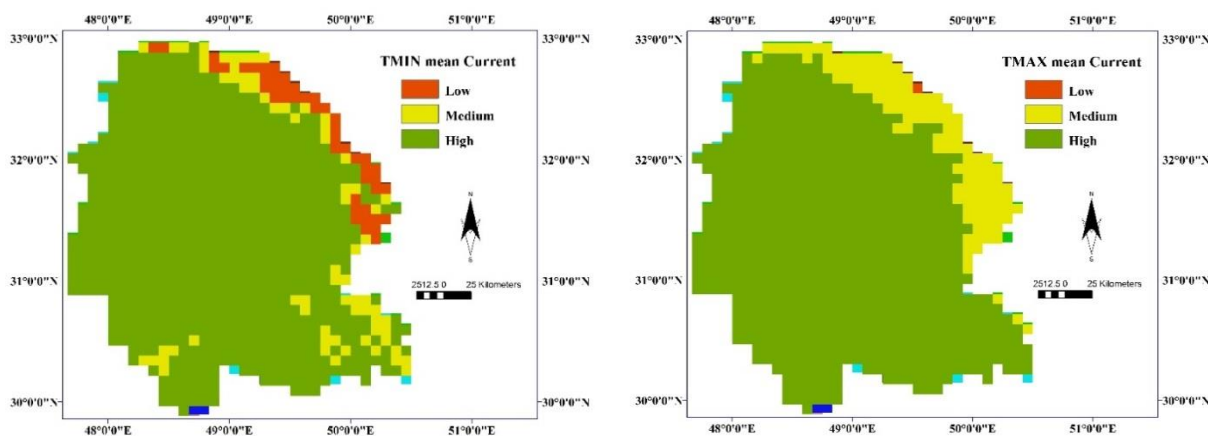 48°0'0"E 49°0'0"E 50°0'0"E 51°0'0"E
33°0'0"N 33°0'0"N
TMIN mean Current
Low
Medium
High
32°0'0"N 32°0'0"N
N
31°0'0"N 31°0'0"N
2512.5 0 25 Kilometers
30°0'0"N 30°0'0"N
48°0'0"E 49°0'0"E 50°0'0"E 51°0'0"E
48°0'0"E 49°0'0"E 50°0'0"E 51°0'0"E
33°0'0"N 33°0'0"N
TMAX mean Current
Low
Medium
High
32°0'0"N 32°0'0"N
N
31°0'0"N 31°0'0"N
2512.5 0 25 Kilometers
30°0'0"N 30°0'0"N
48°0'0"E 49°0'0"E 50°0'0"E 51°0'0"E